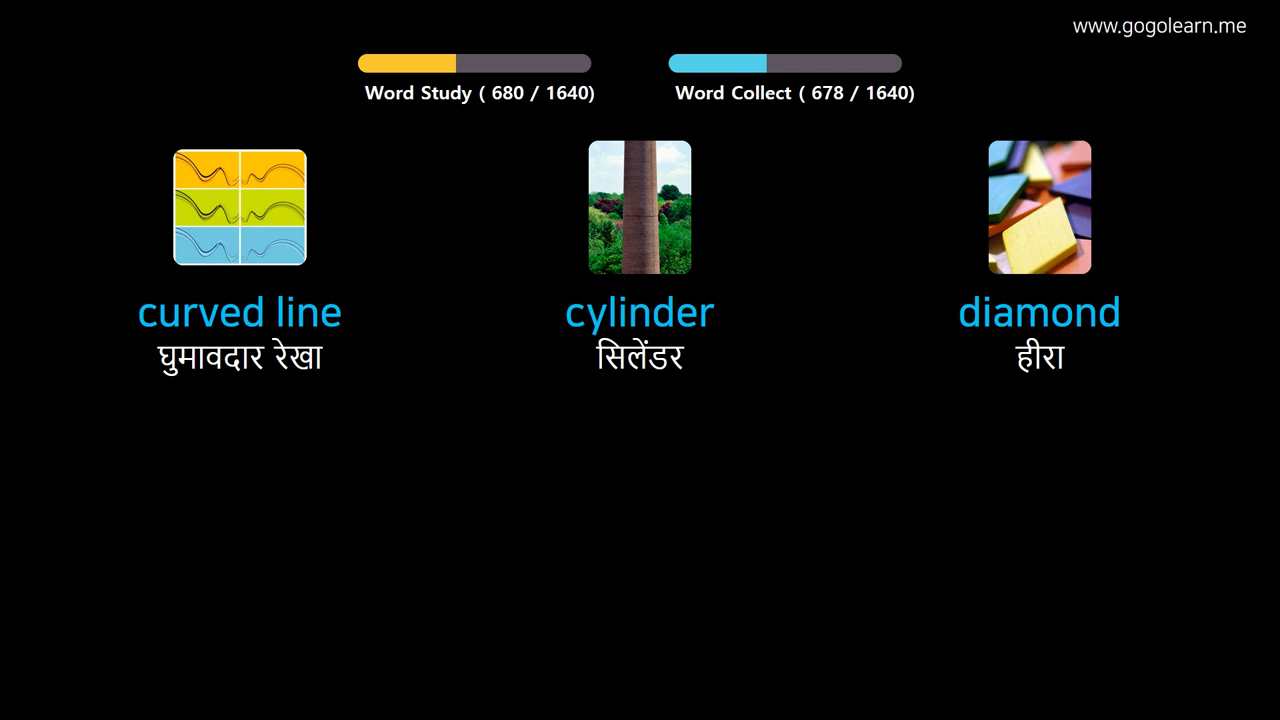 www.gogolearn.me
Word Study ( 680 / 1640)
Word Collect ( 678 / 1640)
curved line
घुमावदार रेखा
cylinder
सिलेंडर
diamond
हीरा